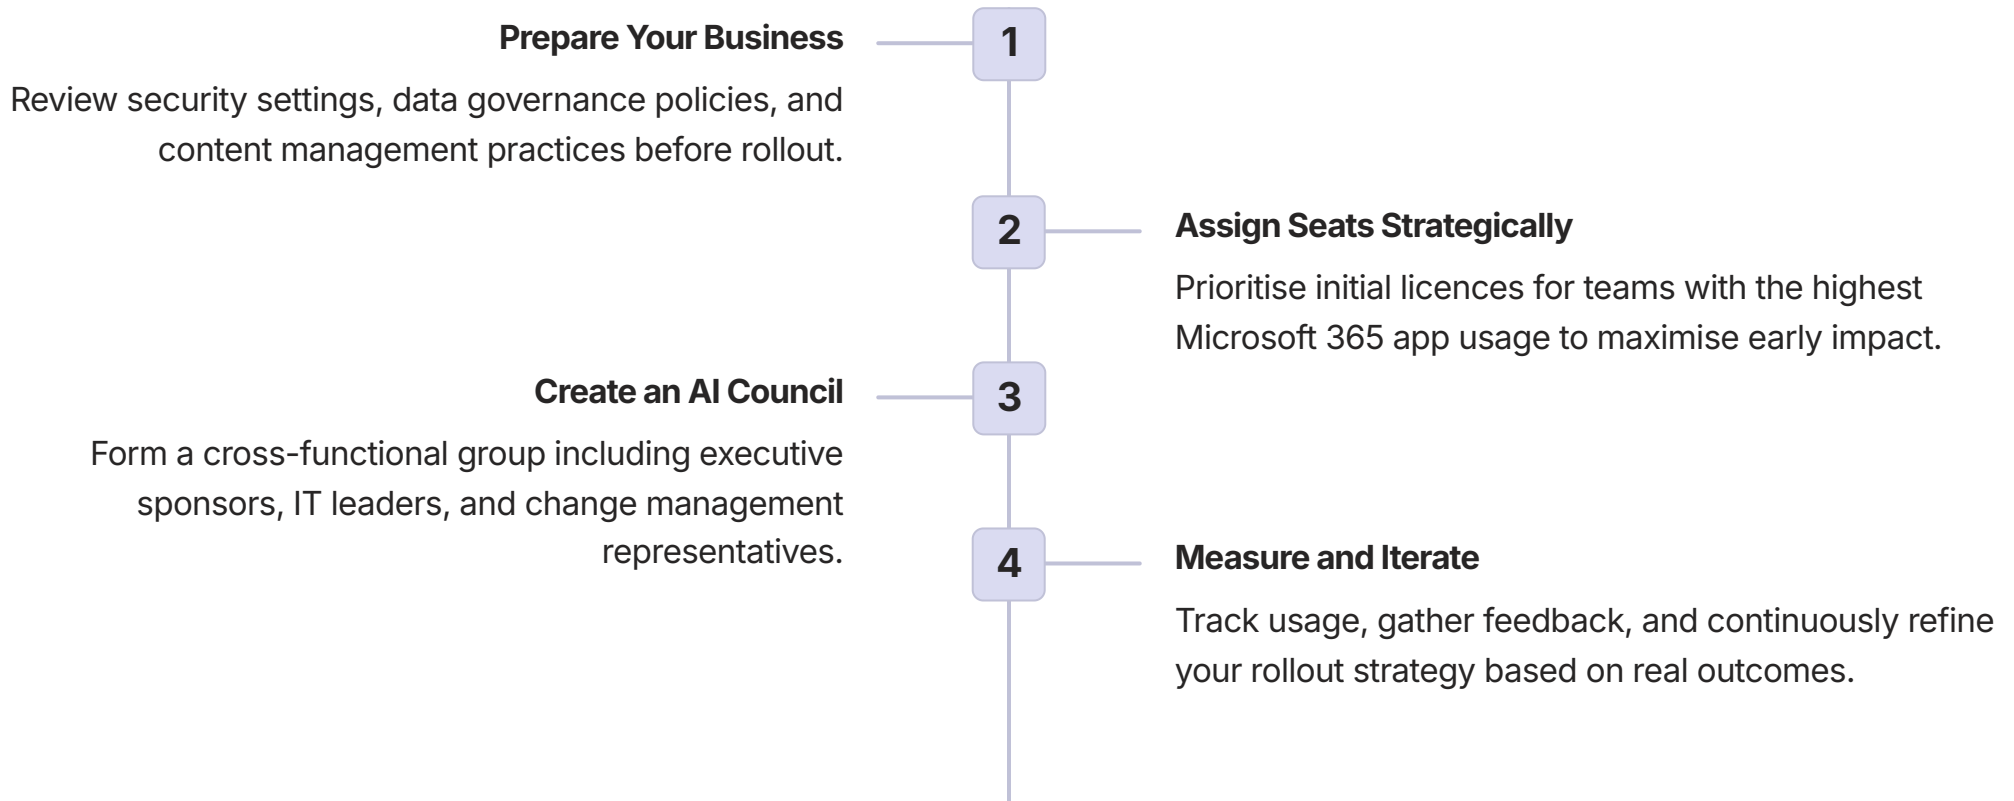 1
Prepare Your Business
Review security settings, data governance policies, and
content management practices before rollout.
2
Assign Seats Strategically
Prioritise initial licences for teams with the highest
Microsoft 365 app usage to maximise early impact.
3
Create an AI Council
Form a cross-functional group including executive
sponsors, IT leaders, and change management
representatives.
4
Measure and Iterate
Track usage, gather feedback, and continuously refine
your rollout strategy based on real outcomes.